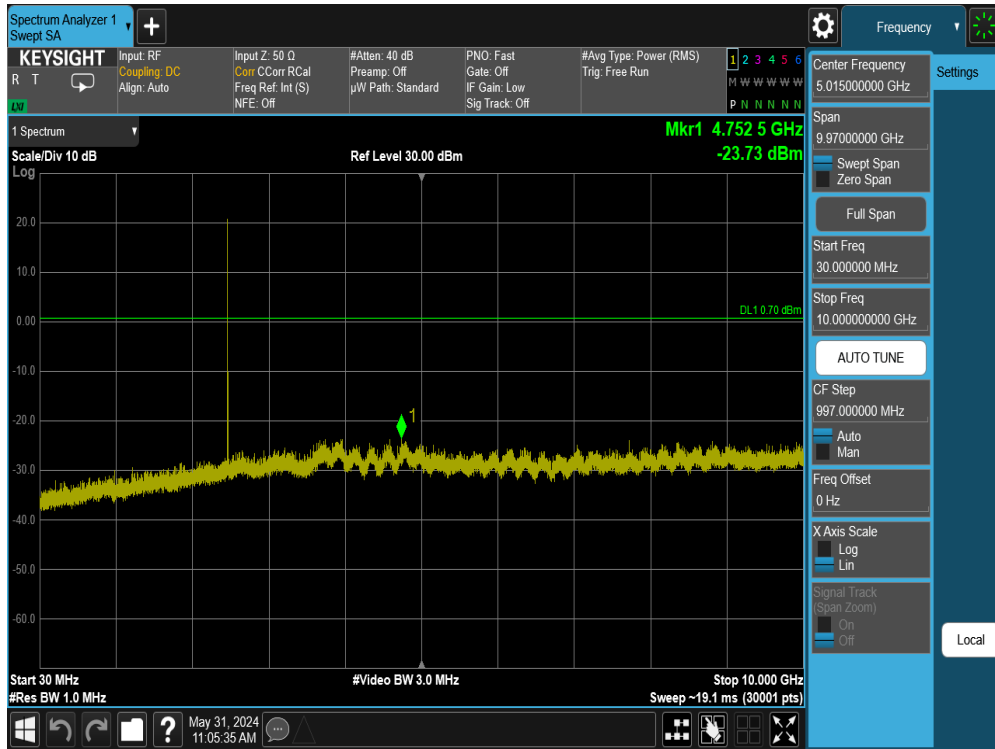 Spectrum Analyzer 1
Swept SA
Frequency
KEYSIGHT
R T
LXI
Input: RF
Coupling: DC
Align: Auto
Input Z: 50 Ω
Corr CCorr RCal
Freq Ref: Int (S)
NFE: Off
#Atten: 40 dB
Preamp: Off
µW Path: Standard
PNO: Fast
Gate: Off
IF Gain: Low
Sig Track: Off
#Avg Type: Power (RMS)
Trig: Free Run
1 2 3 4 5 6
M W W W W W
P N N N N N
1 Spectrum
Mkr1 4.752 5 GHz
-23.73 dBm
Scale/Div 10 dB
Ref Level 30.00 dBm
Log
20.0
10.0
DL1 0.70 dBm
0.00
-10.0
-20.0
1
-30.0
-40.0
-50.0
-60.0
Start 30 MHz
#Video BW 3.0 MHz
Stop 10.000 GHz
#Res BW 1.0 MHz
Sweep ~19.1 ms (30001 pts)
Center Frequency
5.015000000 GHz
Settings
Span
9.97000000 GHz
Swept Span
Zero Span
Full Span
Start Freq
30.000000 MHz
Stop Freq
10.000000000 GHz
AUTO TUNE
CF Step
997.000000 MHz
Auto
Man
Freq Offset
0 Hz
X Axis Scale
Log
Lin
Signal Track
(Span Zoom)
On
Off
Local
?
May 31, 2024
11:05:35 AM